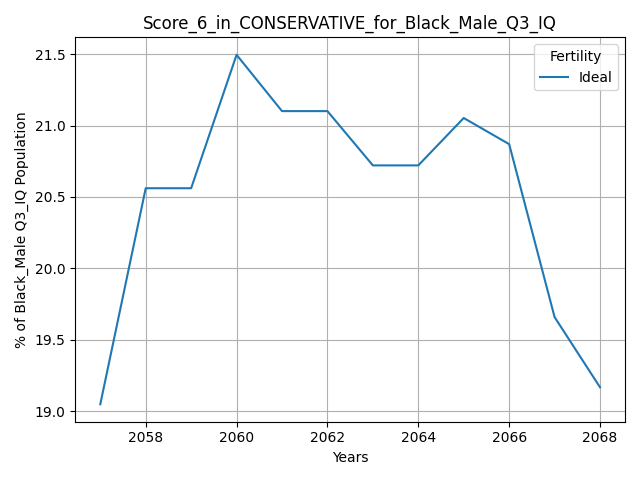 Score_6_in_CONSERVATIVE_for_Black_Male_Q3_IQ
Fertility
Ideal
% of Black_Male Q3_IQ Population
21.5
21.0
20.5
20.0
19.5
19.0
2058 2060 2062 2064 2066 2068
Years